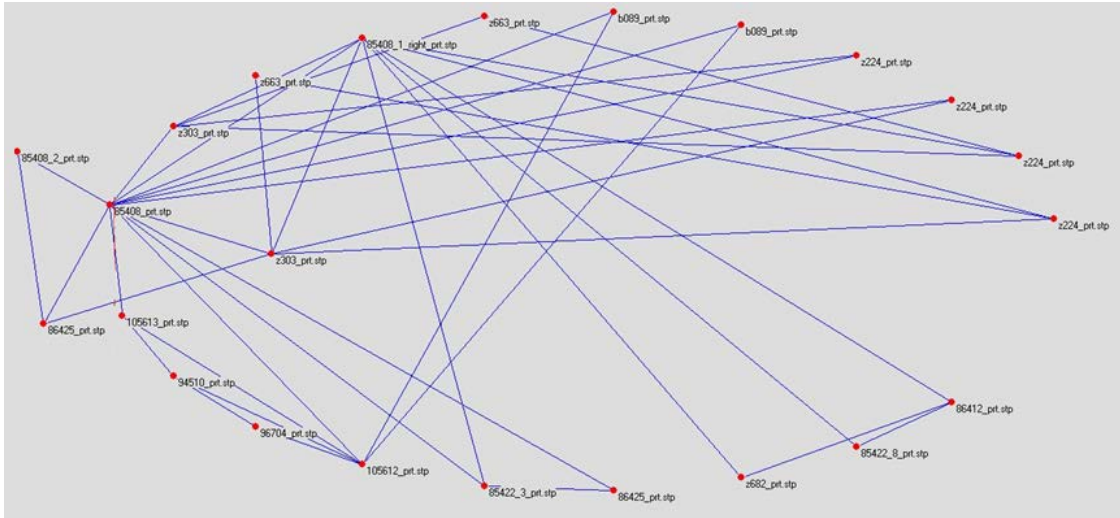 z663_prt.stp
b089_prt.stp
b089_prt.stp
85408_1_right_prt.stp
z224_prt.stp
z663_prt.stp
z224_prt.stp
z303_prt.stp
85408_2_prt.stp
z224_prt.stp
85408_prt.stp
z224_prt.stp
z303_prt.stp
86425_prt.stp
105613_prt.stp
94510_prt.stp
86412_prt.stp
96704_prt.stp
85422_8_prt.stp
105612_prt.stp
z682_prt.stp
85422_3_prt.stp
86425_prt.stp